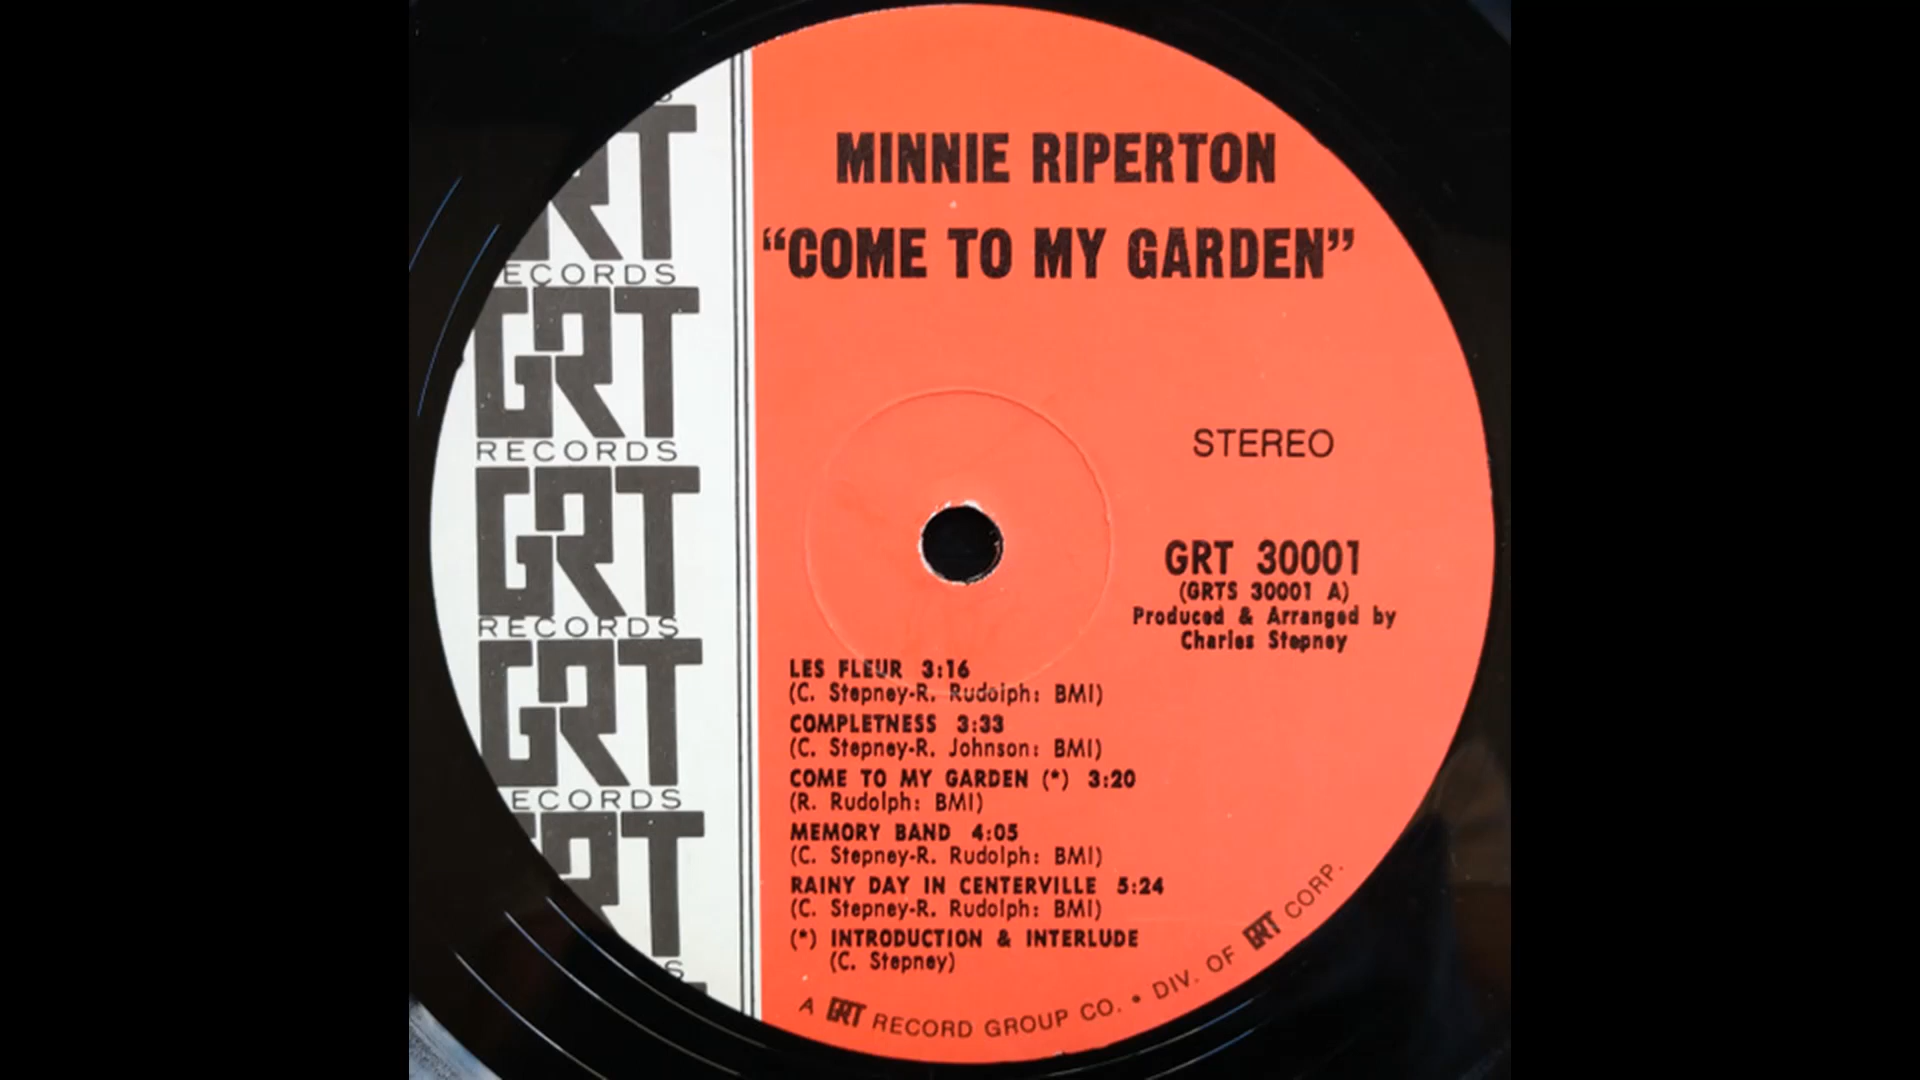 MINNIE RIPERTON
“COME TO MY GARDEN”
GRT
RECORDS
GRT
RECORDS
GRT
RECORDS
GRT
RECORDS
GRT
STEREO
GRT 30001
(GRTS 30001 A)
Produced & Arranged by
Charles Stepney
LES FLEUR 3:16
(C. Stepney-R. Rudolph: BMI)
COMPLETNESS 3:33
(C. Stepney-R. Johnson: BMI)
COME TO MY GARDEN (*) 3:20
(R. Rudolph: BMI)
MEMORY BAND 4:05
(C. Stepney-R. Rudolph: BMI)
RAINY DAY IN CENTERVILLE 5:24
(C. Stepney-R. Rudolph: BMI)
(*) INTRODUCTION & INTERLUDE
(C. Stepney)
A GRT RECORD GROUP CO. • DIV. OF GRT CORP.